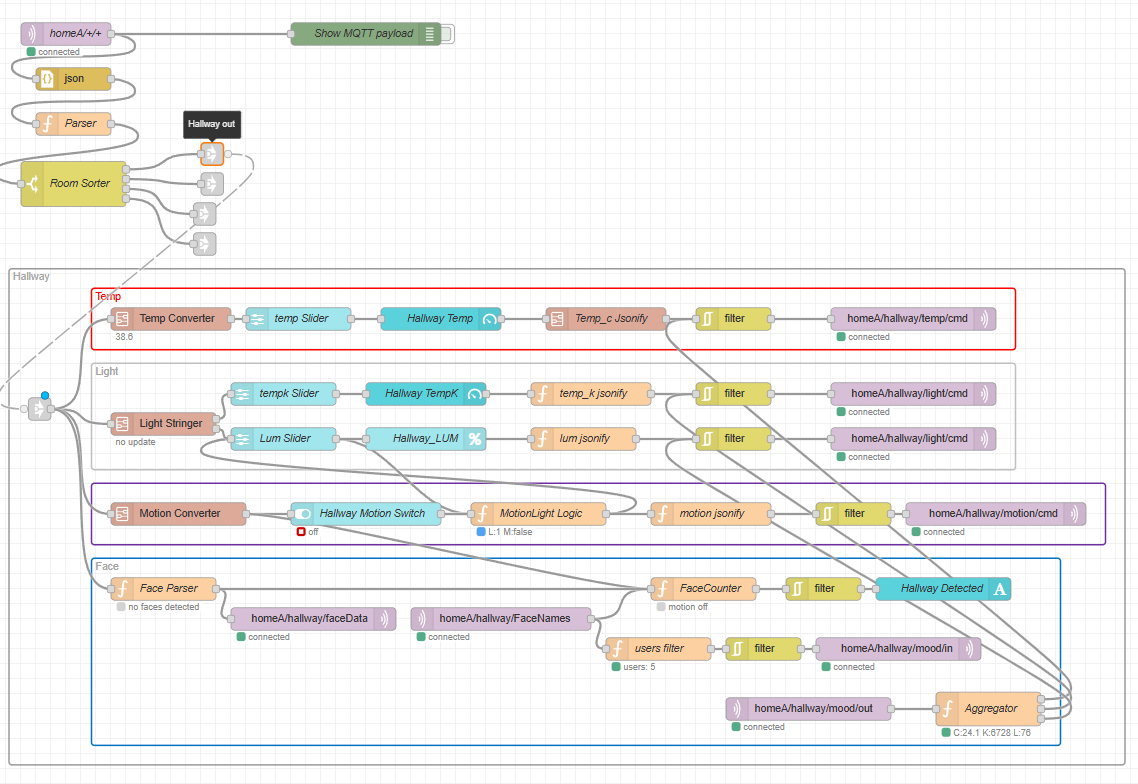 homeA/+/+
Show MQTT payload
connected
json
Parser
Hallway out
Room Sorter
Hallway
Temp
Temp Converter
temp Slider
Hallway Temp
Temp_c Jsonify
filter
homeA/hallway/temp/cmd
38.6
connected
Light
tempk Slider
Hallway TempK
temp_k jsonify
filter
homeA/hallway/light/cmd
connected
Light Stringer
no update
Lum Slider
Hallway_LUM
lum jsonify
filter
homeA/hallway/light/cmd
connected
Motion Converter
Hallway Motion Switch
MotionLight Logic
motion jsonify
filter
homeA/hallway/motion/cmd
off
L:1 M:false
connected
Face
Face Parser
FaceCounter
filter
Hallway Detected
no faces detected
motion off
homeA/hallway/faceData
homeA/hallway/FaceNames
connected
connected
users filter
filter
homeA/hallway/mood/in
users: 5
connected
homeA/hallway/mood/out
Aggregator
connected
C:24.1 K:6728 L:76